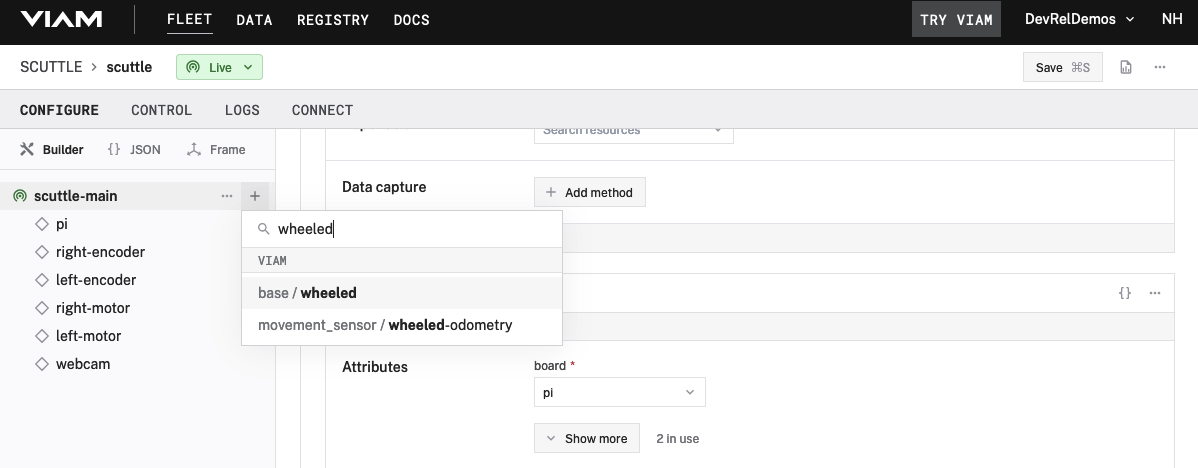 VIAM FLEET DATA REGISTRY DOCS TRY VIAM DevRelDemos NH
SCUTTLE > scuttle Live Save ⌘S
CONFIGURE CONTROL LOGS CONNECT
Builder {} JSON Frame
Search resources
Data capture + Add method
scuttle-main ... +
pi
wheeled
right-encoder
VIAM
left-encoder
base / wheeled
{} ...
right-motor
movement_sensor / wheeled-odometry
left-motor
webcam
Attributes
board *
pi
Show more 2 in use